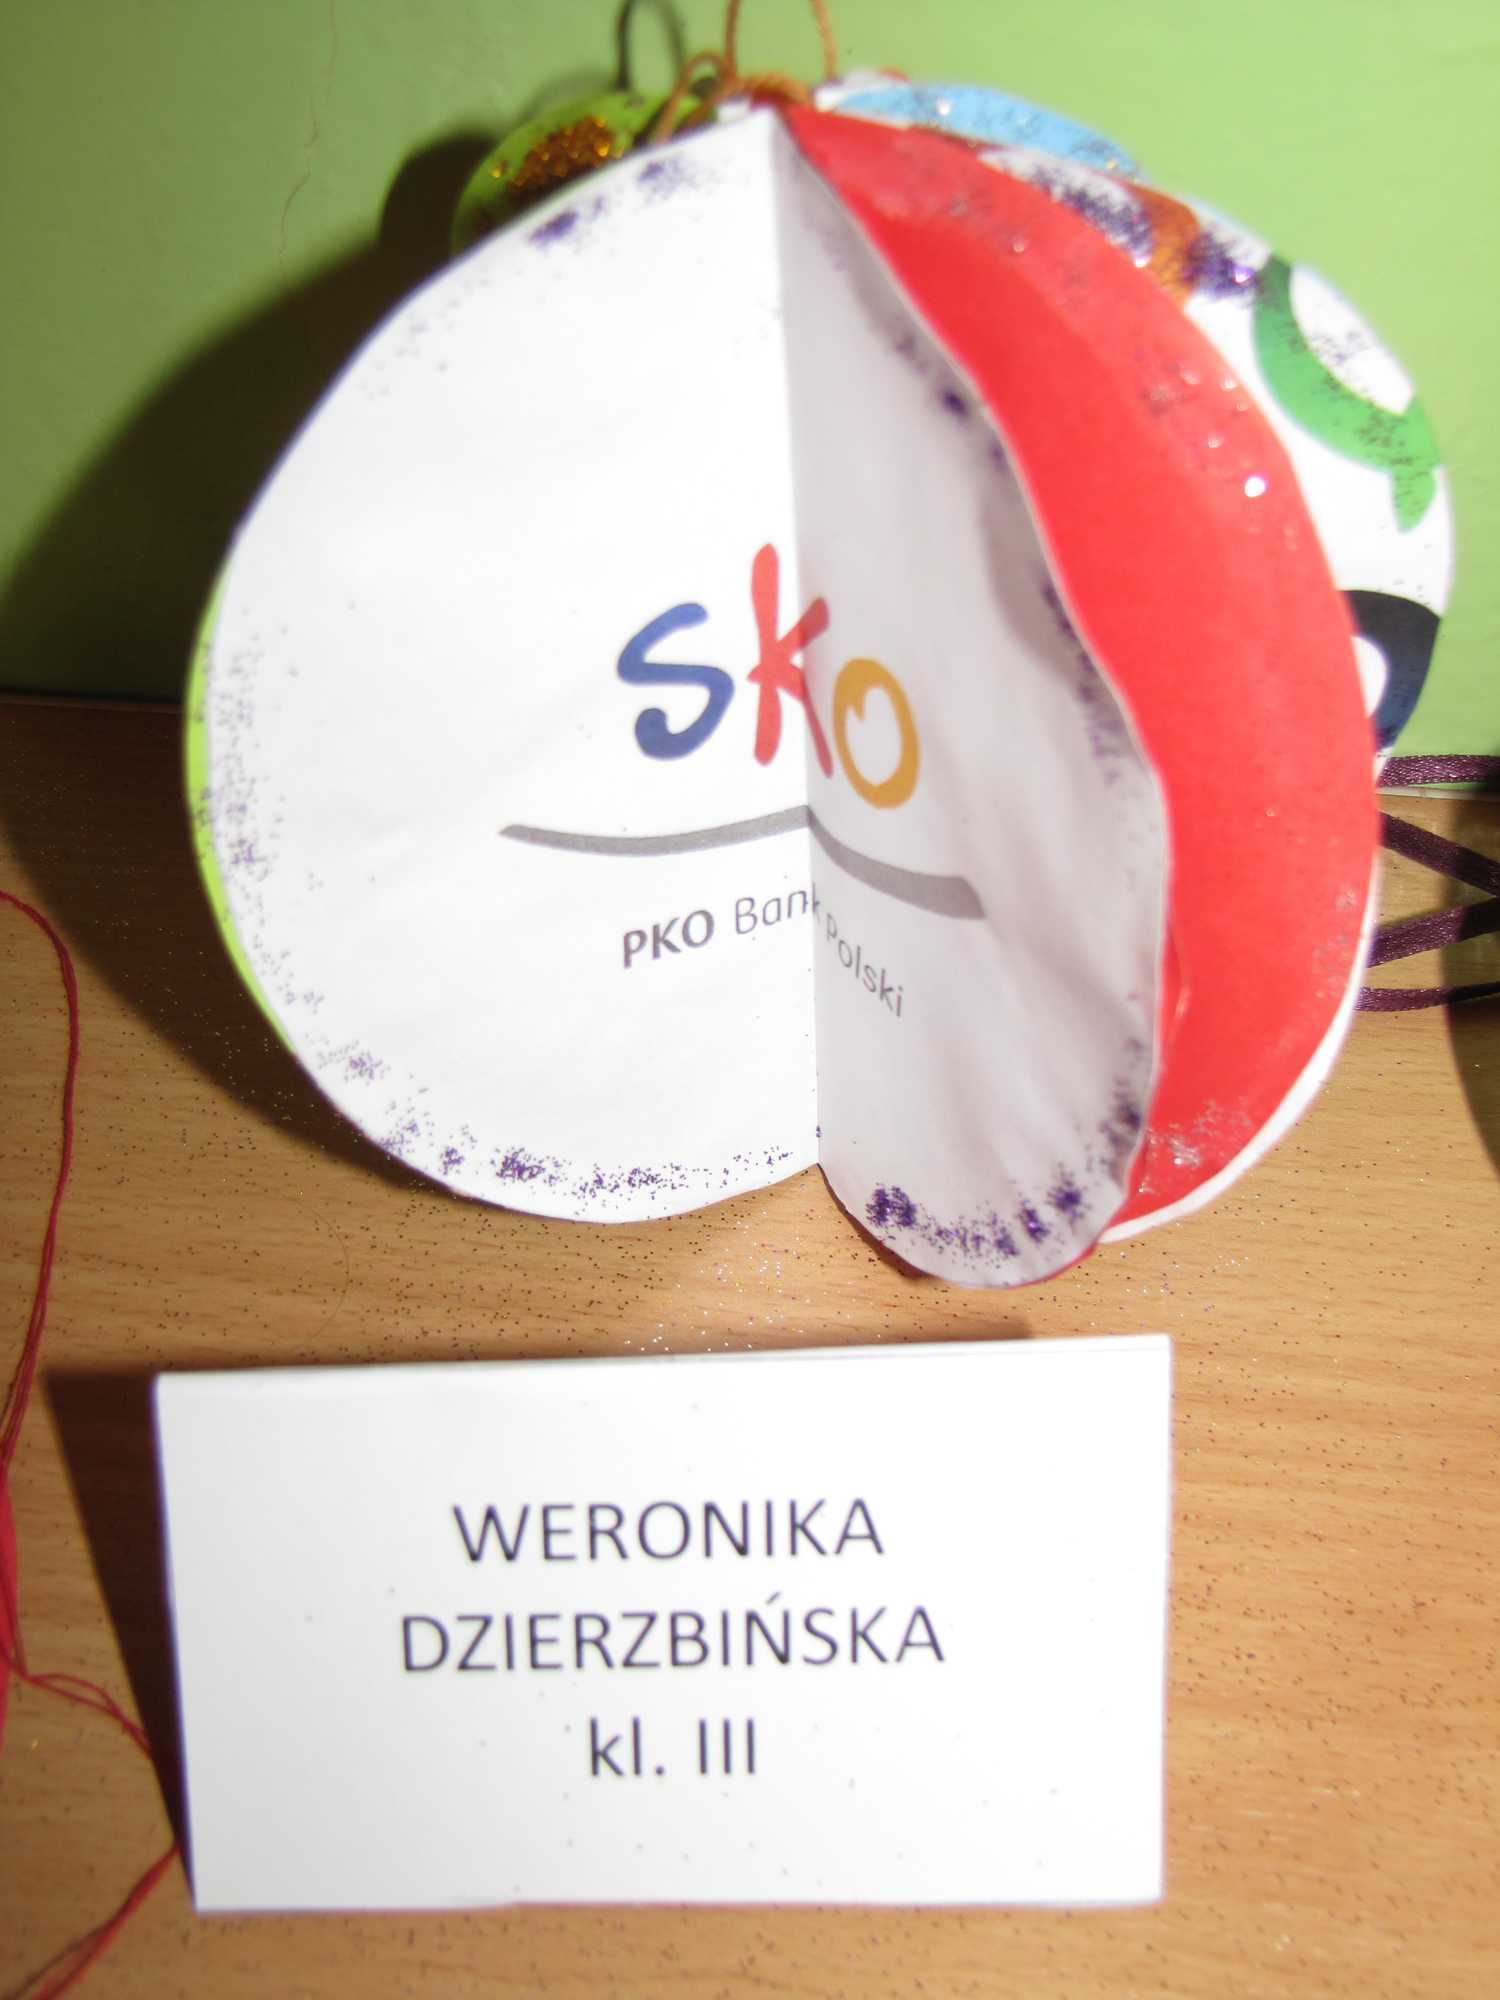 sko
PKO Bank Polski
WERONIKA
DZIERZBIŃSKA
kl. III